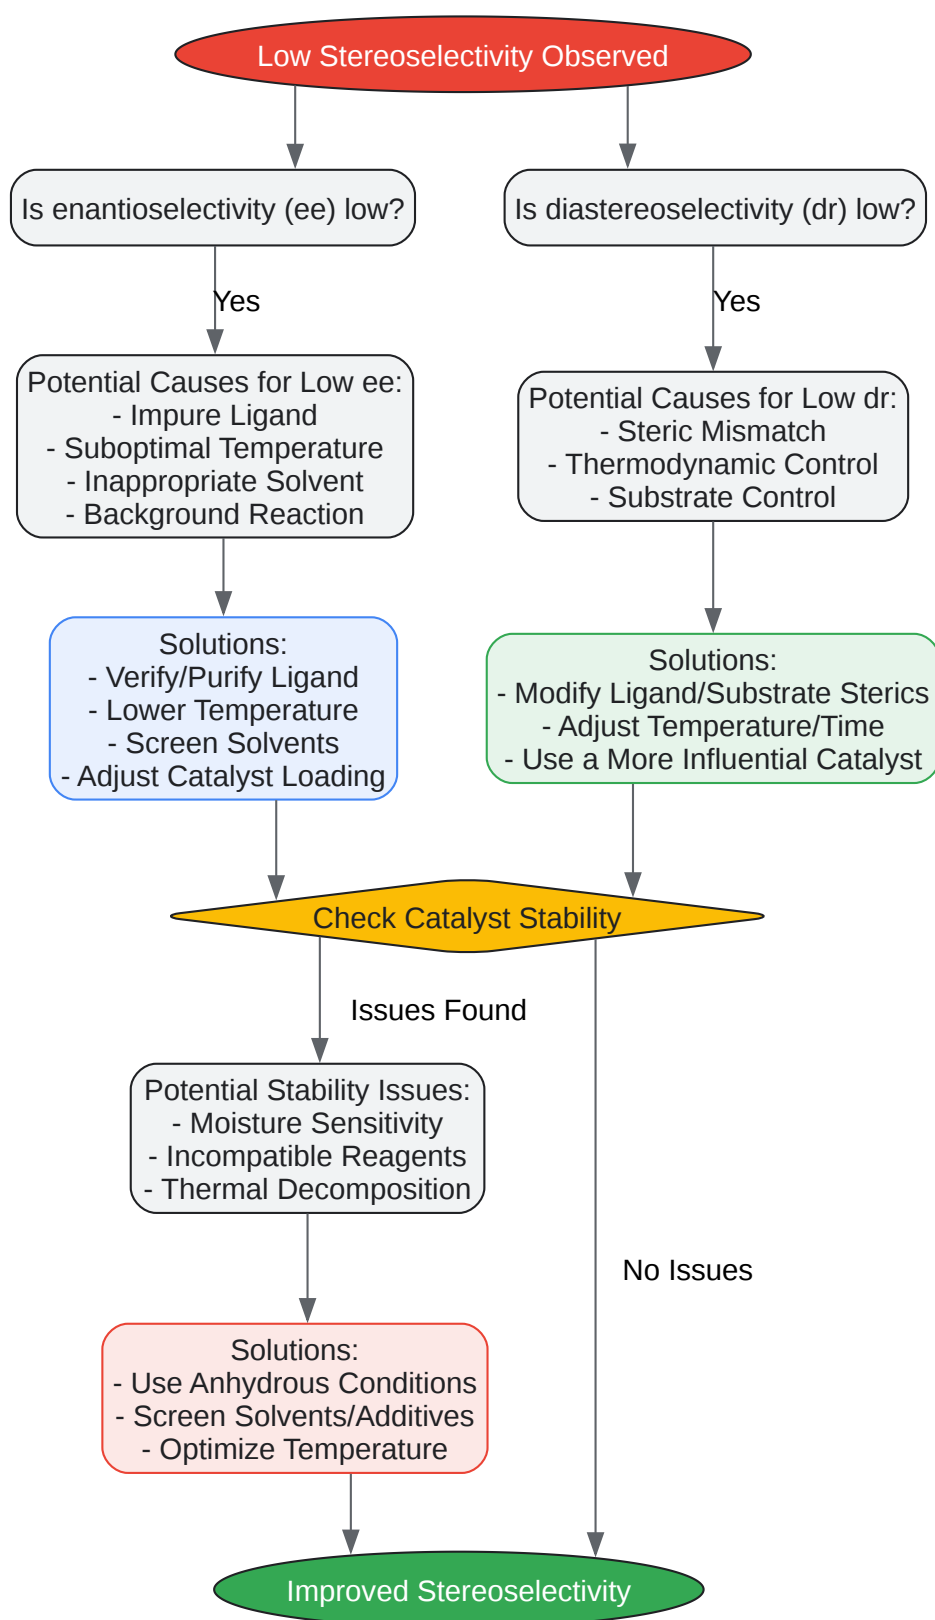 Low Stereoselectivity Observed
Is enantioselectivity (ee) low?
Is diastereoselectivity (dr) low?
Yes
Yes
Potential Causes for Low ee:
- Impure Ligand
- Suboptimal Temperature
- Inappropriate Solvent
- Background Reaction
Potential Causes for Low dr:
- Steric Mismatch
- Thermodynamic Control
- Substrate Control
Solutions:
- Verify/Purify Ligand
- Lower Temperature
- Screen Solvents
- Adjust Catalyst Loading
Solutions:
- Modify Ligand/Substrate Sterics
- Adjust Temperature/Time
- Use a More Influential Catalyst
Check Catalyst Stability
Issues Found
Potential Stability Issues:
- Moisture Sensitivity
- Incompatible Reagents
- Thermal Decomposition
No Issues
Solutions:
- Use Anhydrous Conditions
- Screen Solvents/Additives
- Optimize Temperature
Improved Stereoselectivity